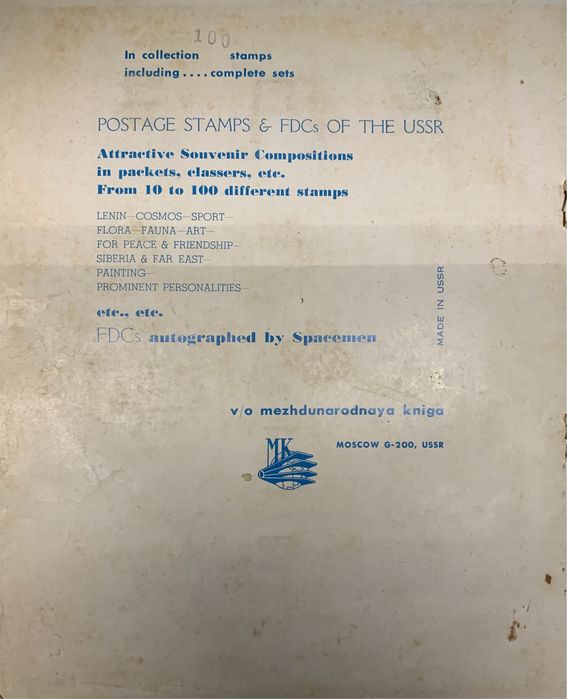 100
In collection stamps
including....complete sets
POSTAGE STAMPS & FDCs OF THE USSR
Attractive Souvenir Compositions
in packets, classers, etc.
From 10 to 100 different stamps
LENIN—COSMOS—SPORT—
FLORA—FAUNA—ART—
FOR PEACE & FRIENDSHIP—
SIBERIA & FAR EAST—
PAINTING—
PROMINENT PERSONALITIES—
etc., etc.
FDCs autographed by Spacemen
MADE IN USSR
v/o mezhdunarodnaya kniga
MK
MOSCOW G-200, USSR